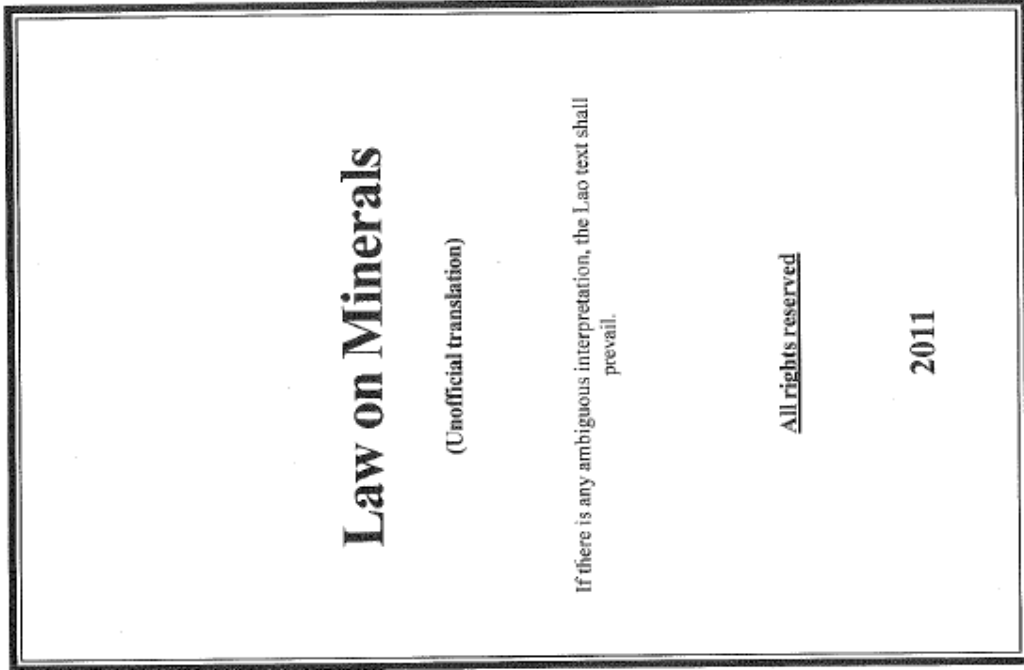 Law on Minerals
(Unofficial translation)
If there is any ambiguous interpretation, the Lao text shall
prevail.
All rights reserved
2011